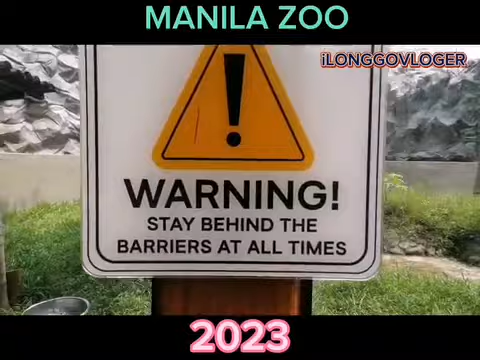 MANILA ZOO
iLONGGOVLOGER
!
WARNING!
STAY BEHIND THE
BARRIERS AT ALL TIMES
2023